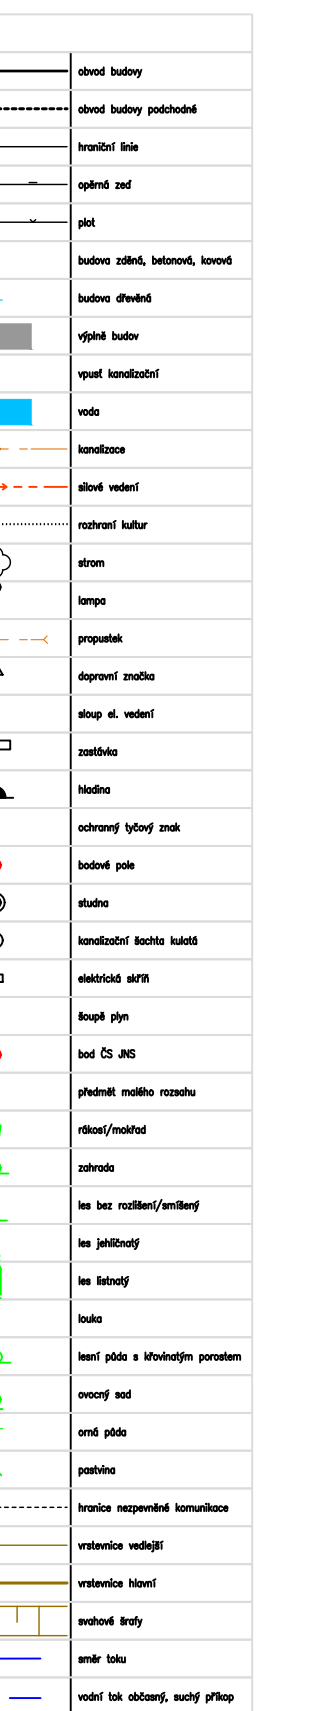 obvod budovy
obvod budovy podchodné
hraniční linie
opěrná zeď
plot
budova zděná, betonová, kovová
budova dřevěná
výplně budov
vpusť kanalizační
voda
kanalizace
silové vedení
rozhraní kultur
strom
lampa
propustek
dopravní značka
sloup el. vedení
zastávka
hladina
ochranný tyčový znak
bodové pole
studna
kanalizační šachta kulatá
elektrická skříň
šoupě plyn
bod ČS JNS
předmět malého rozsahu
rákosí/mokřad
zahrada
les bez rozlišení/smíšený
les jehličnatý
les listnatý
louka
lesní půda s křovinatým porostem
ovocný sad
orná půda
pastvina
hranice nezpevněné komunikace
vrstevnice vedlejší
vrstevnice hlavní
svahové šrafy
směr toku
vodní tok občasný, suchý příkop